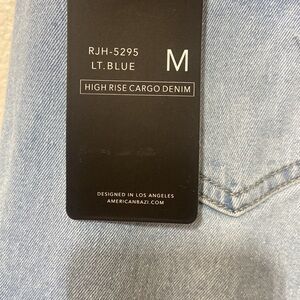 RJH-5295
LT.BLUE M
HIGH RISE CARGO DENIM
DESIGNED IN LOS ANGELES
AMERICANBAZI.COM